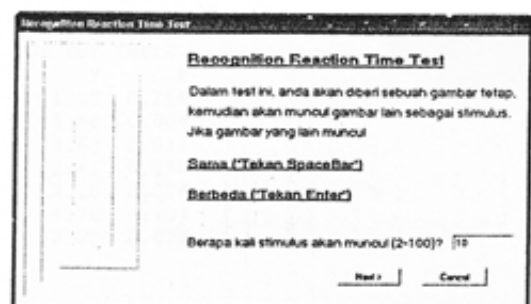 Recognition Reaction Time Test
Recognition Reaction Time Test
Dalam test ini, anda akan diberi sebuah gambar tetap,
kemudian akan muncul gambar lain sebagai stimulus.
Jika gambar yang lain muncul
Sama ("Tekan SpaceBar")
Berbeda ("Tekan Enter")
Berapa kali stimulus akan muncul (2-100)? 10
Next > Cancel